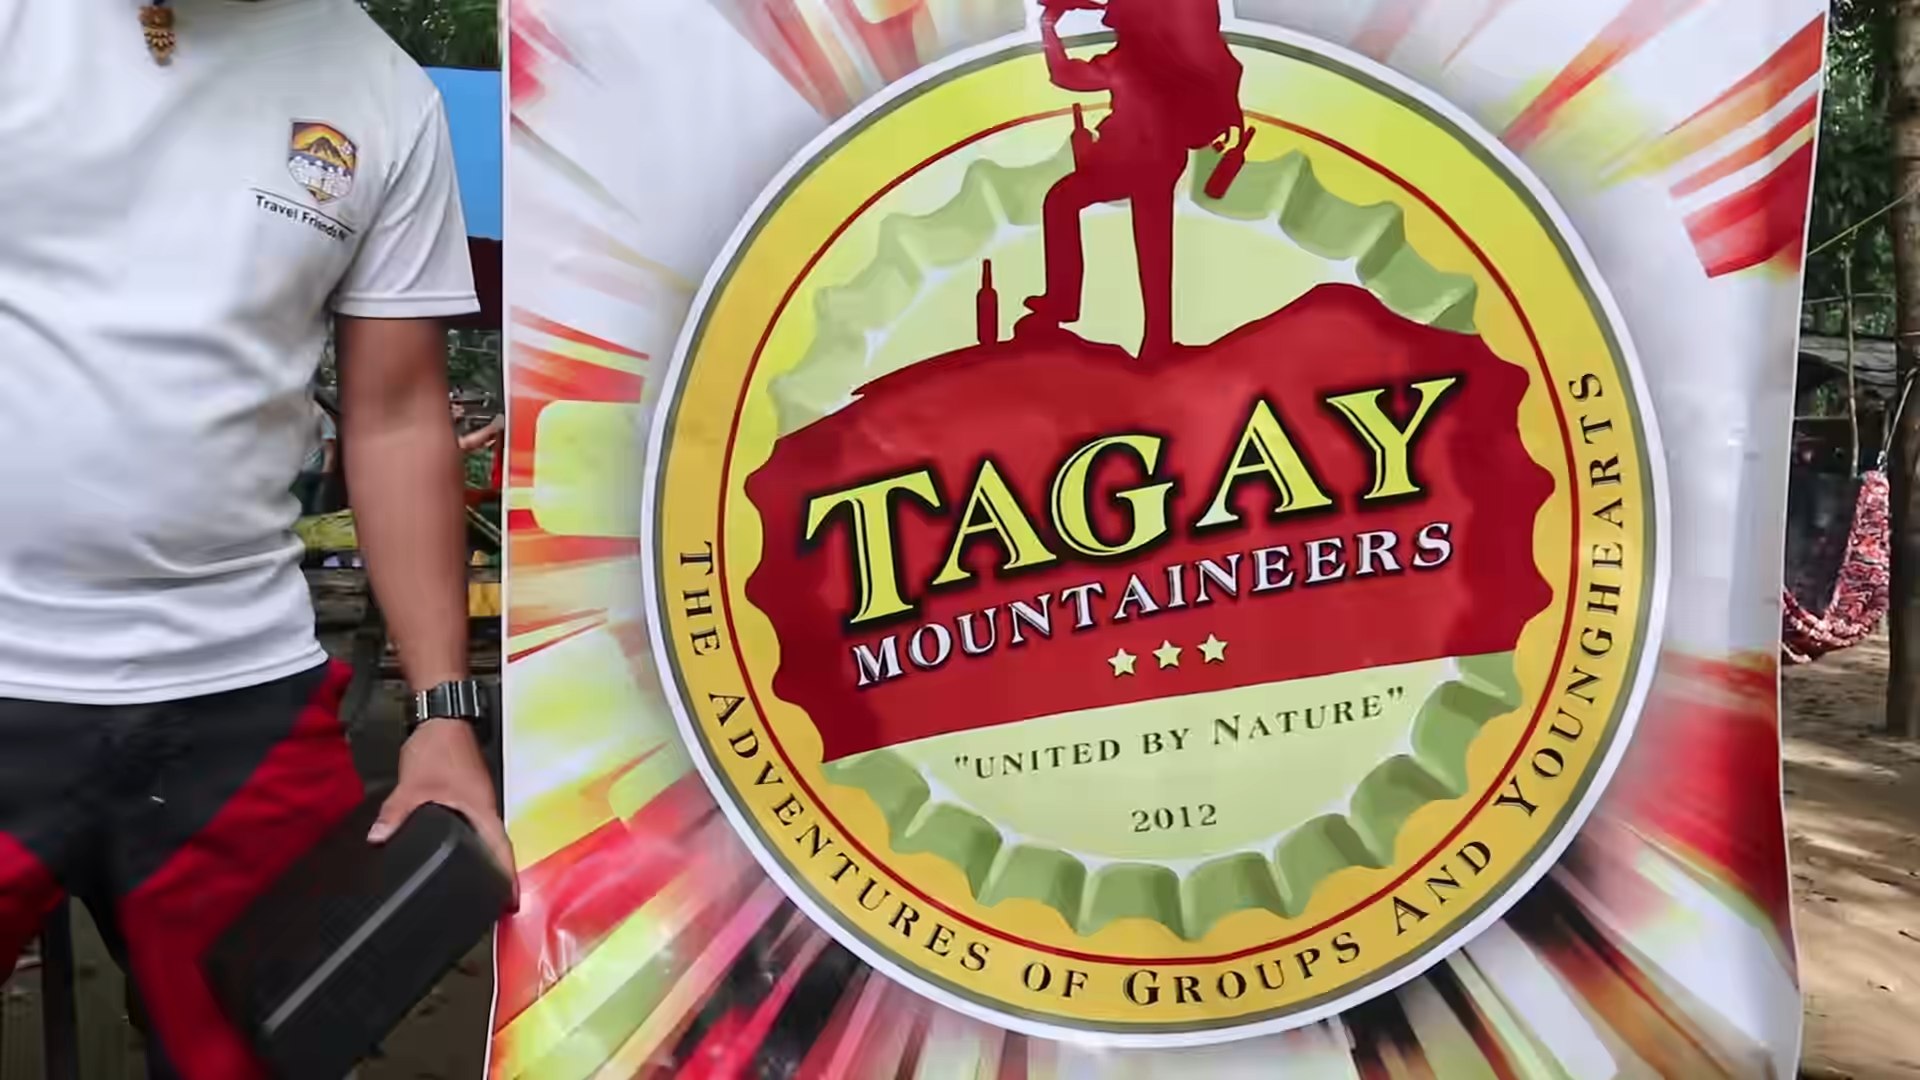 Travel Friends
TAGAY
MOUNTAINEERS
"UNITED BY NATURE"
2012
THE ADVENTURES OF GROUPS AND YOUNGHEARTS